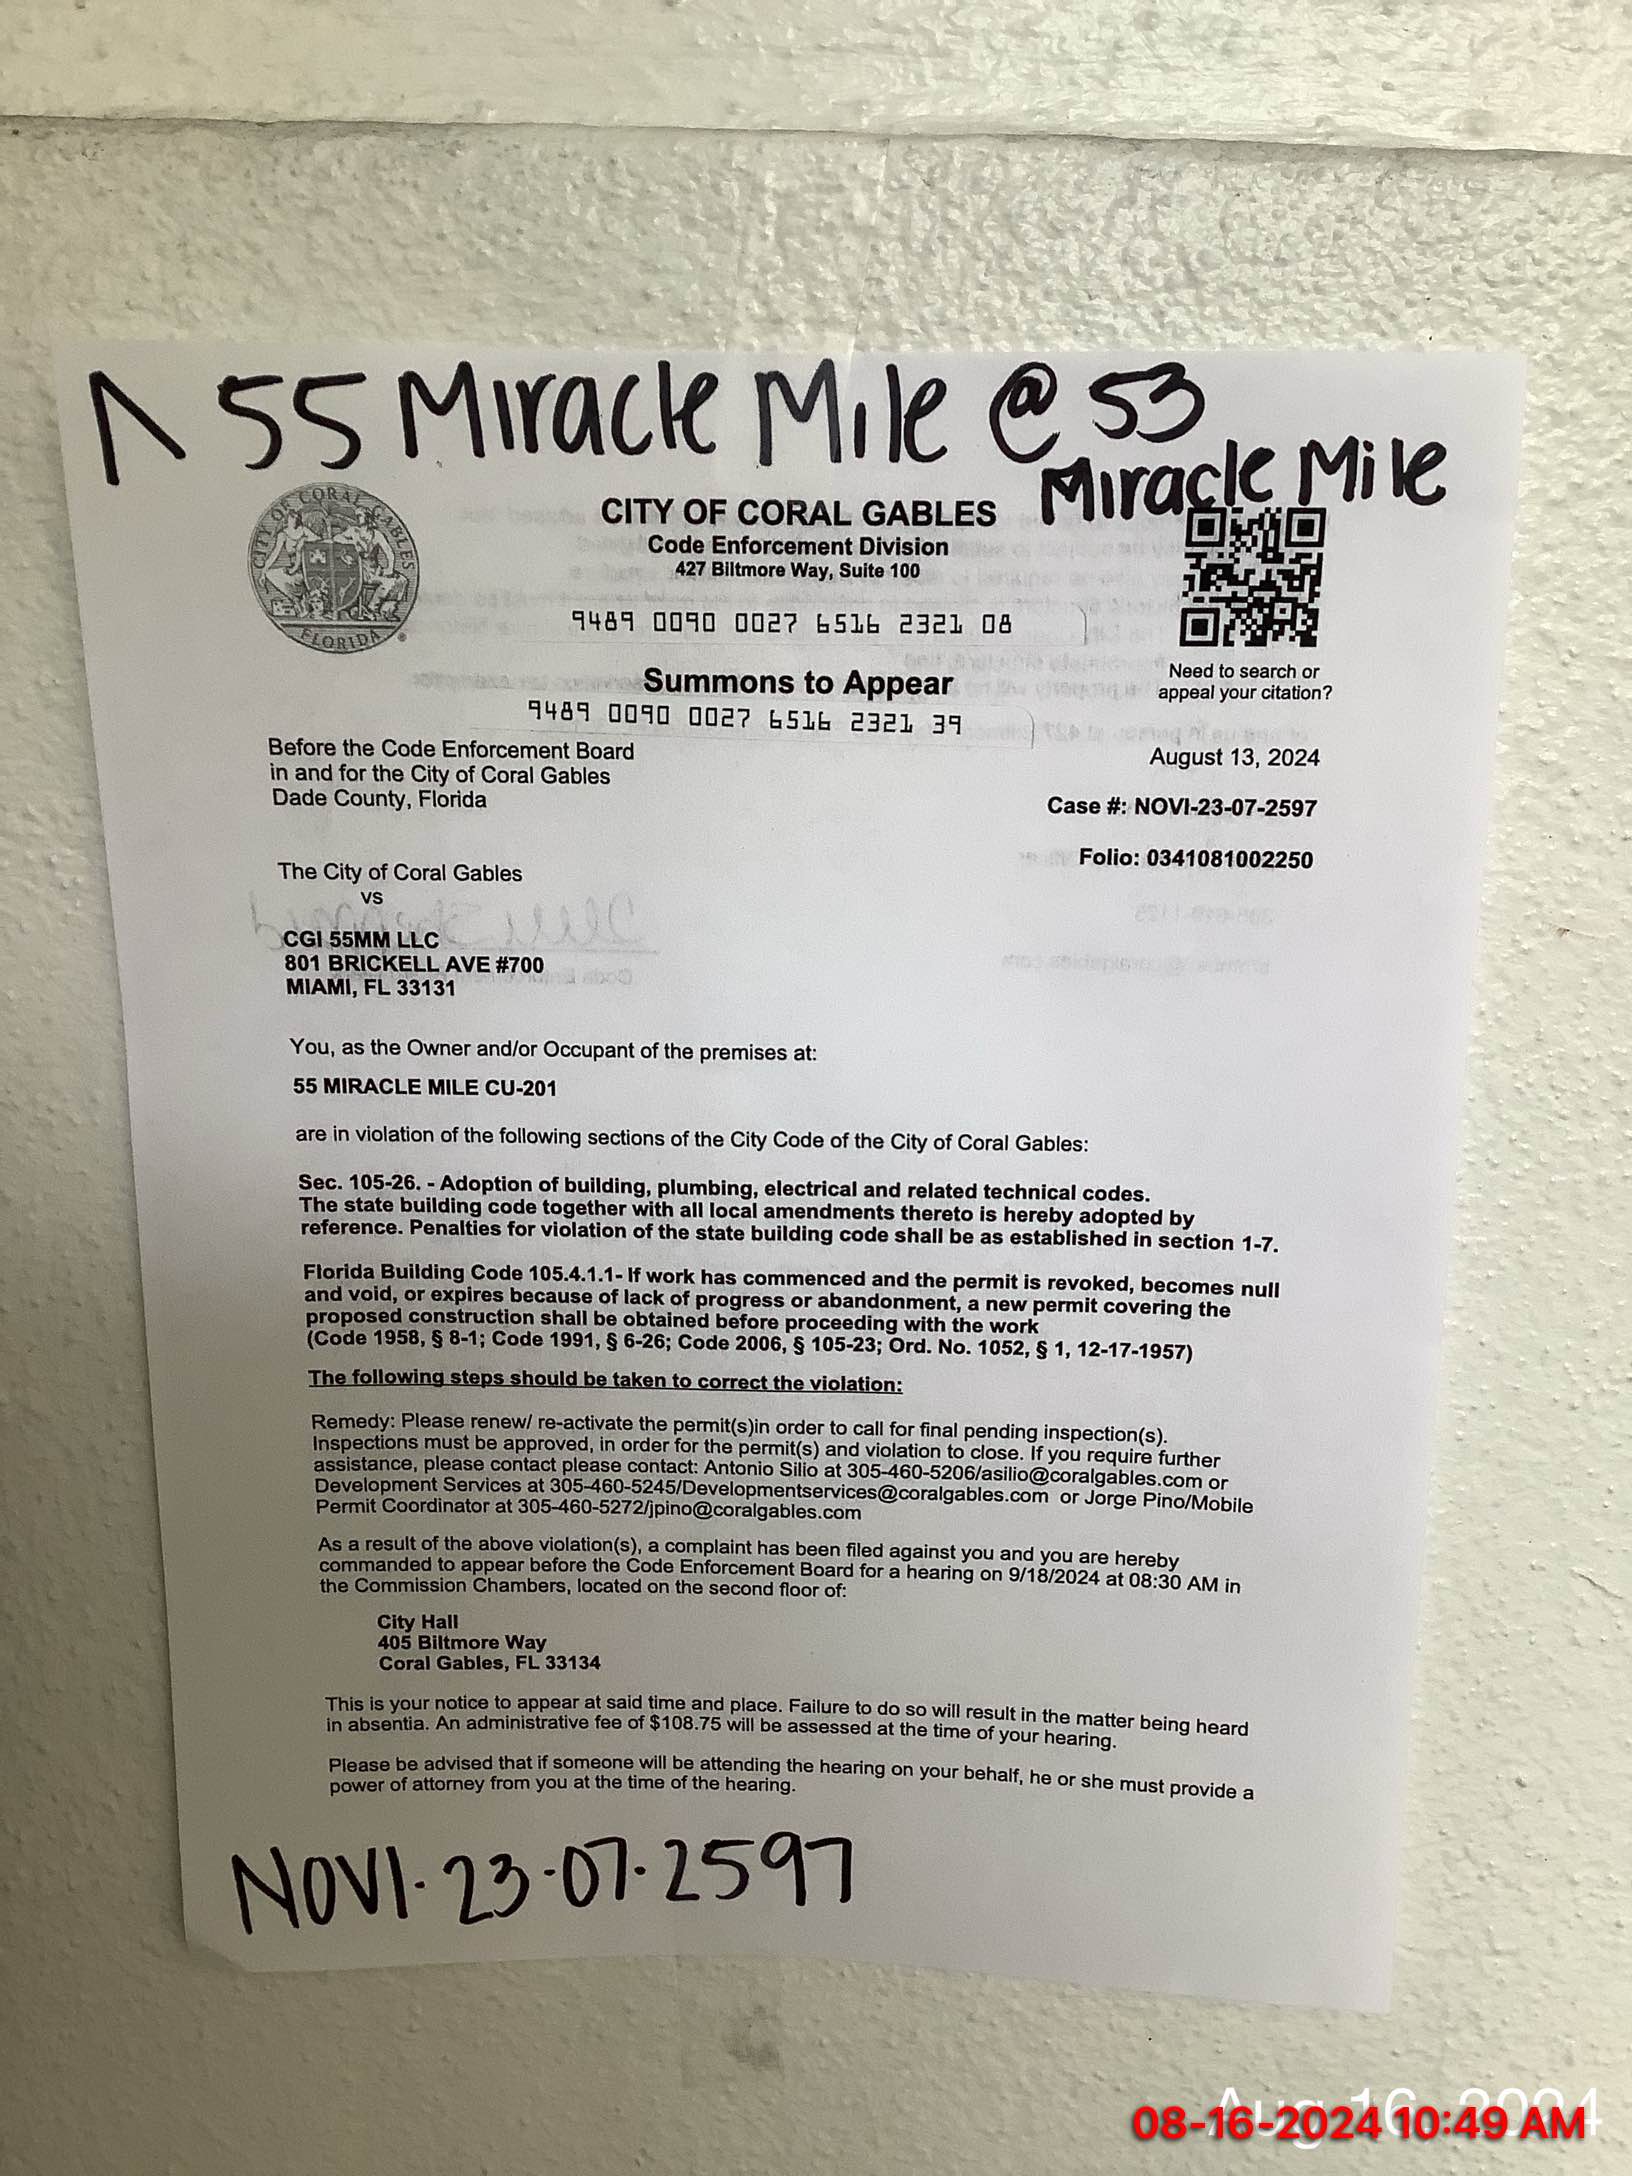 Λ 55 Miracle Mile @ 53
Miracle Mile
CITY OF CORAL GABLES
FLORIDA
CITY OF CORAL GABLES
Code Enforcement Division
427 Biltmore Way, Suite 100
9489 0090 0027 6516 2321 08
Need to search or
appeal your citation?
Summons to Appear
9489 0090 0027 6516 2321 39
Before the Code Enforcement Board
in and for the City of Coral Gables
Dade County, Florida
August 13, 2024
Case #: NOVI-23-07-2597
Folio: 0341081002250
The City of Coral Gables
vs
CGI 55MM LLC
801 BRICKELL AVE #700
MIAMI, FL 33131
You, as the Owner and/or Occupant of the premises at:
55 MIRACLE MILE CU-201
are in violation of the following sections of the City Code of the City of Coral Gables:
Sec. 105-26. - Adoption of building, plumbing, electrical and related technical codes.
The state building code together with all local amendments thereto is hereby adopted by
reference. Penalties for violation of the state building code shall be as established in section 1-7.
Florida Building Code 105.4.1.1- If work has commenced and the permit is revoked, becomes null
and void, or expires because of lack of progress or abandonment, a new permit covering the
proposed construction shall be obtained before proceeding with the work
(Code 1958, § 8-1; Code 1991, § 6-26; Code 2006, § 105-23; Ord. No. 1052, § 1, 12-17-1957)
The following steps should be taken to correct the violation:
Remedy: Please renew/ re-activate the permit(s)in order to call for final pending inspection(s).
Inspections must be approved, in order for the permit(s) and violation to close. If you require further
assistance, please contact please contact: Antonio Silio at 305-460-5206/asilio@coralgables.com or
Development Services at 305-460-5245/Developmentservices@coralgables.com or Jorge Pino/Mobile
Permit Coordinator at 305-460-5272/jpino@coralgables.com
As a result of the above violation(s), a complaint has been filed against you and you are hereby
commanded to appear before the Code Enforcement Board for a hearing on 9/18/2024 at 08:30 AM in
the Commission Chambers, located on the second floor of:
City Hall
405 Biltmore Way
Coral Gables, FL 33134
This is your notice to appear at said time and place. Failure to do so will result in the matter being heard
in absentia. An administrative fee of $108.75 will be assessed at the time of your hearing.
Please be advised that if someone will be attending the hearing on your behalf, he or she must provide a
power of attorney from you at the time of the hearing.
NOVI-23-07-2597
Aug 16, 2024
08-16-2024 10:49 AM